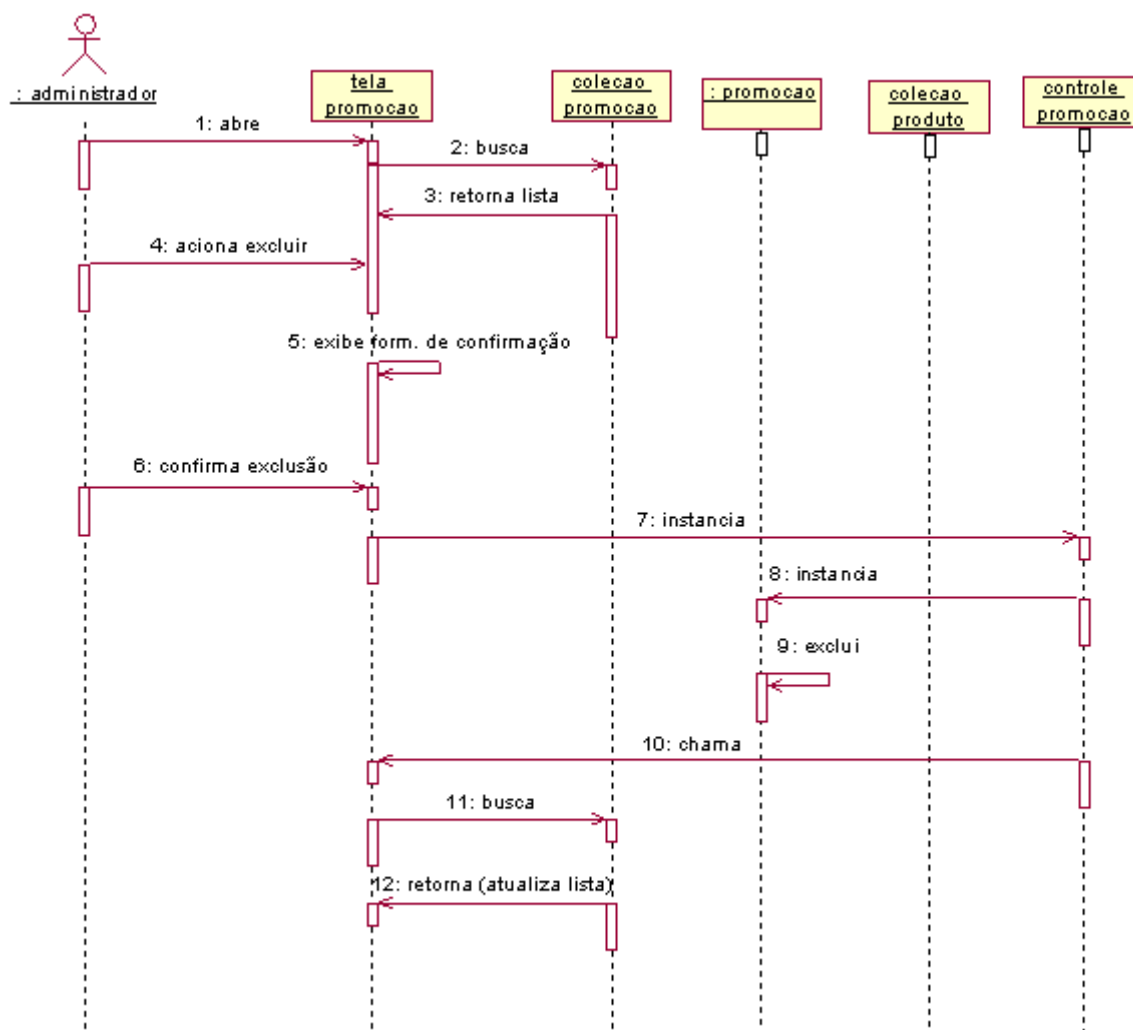 : administrador
tela
promocao
colecao
promocao
: promocao
colecao
produto
controle
promocao
1: abre
2: busca
3: retorna lista
4: aciona excluir
5: exibe form. de confirmação
6: confirma exclusão
7: instancia
8: instancia
9: exclui
10: chama
11: busca
12: retorna (atualiza lista)